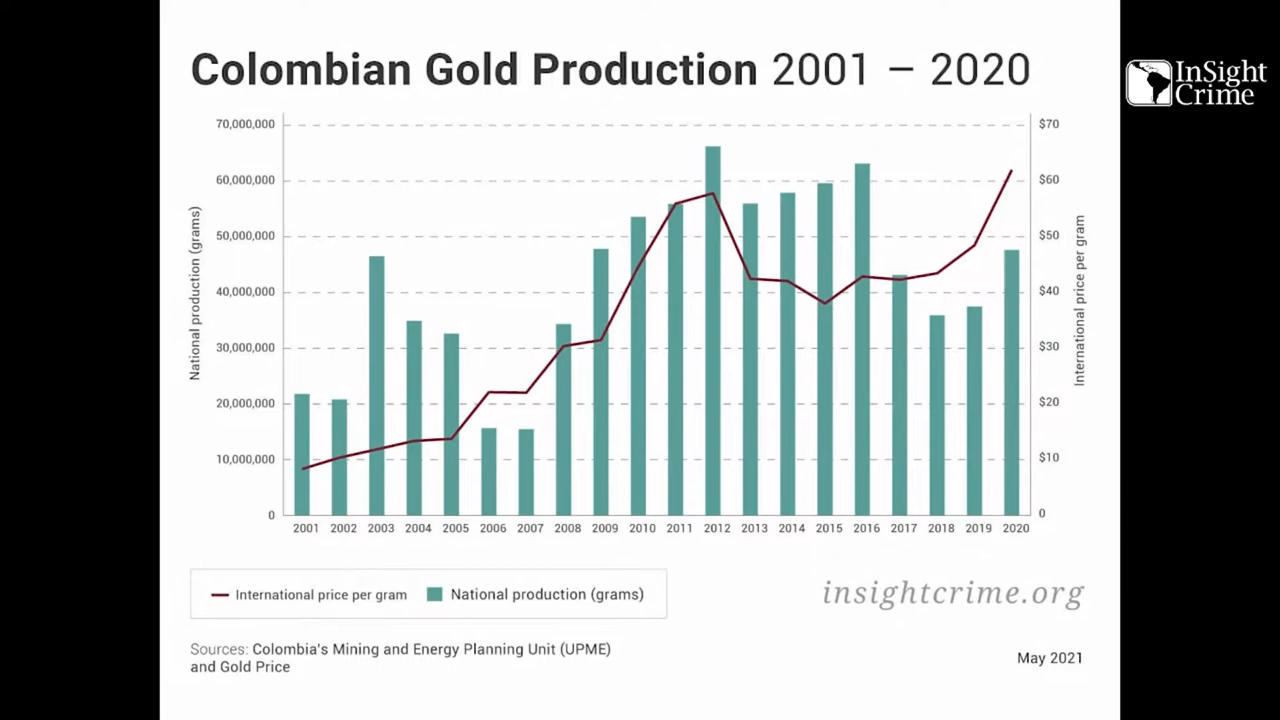 Colombian Gold Production 2001 – 2020
InSight
Crime
70,000,000
60,000,000
50,000,000
40,000,000
30,000,000
20,000,000
10,000,000
0
National production (grams)
$70
$60
$50
$40
$30
$20
$10
0
International price per gram
2001 2002 2003 2004 2005 2006 2007 2008 2009 2010 2011 2012 2013 2014 2015 2016 2017 2018 2019 2020
International price per gram National production (grams)
insightcrime.org
Sources: Colombia's Mining and Energy Planning Unit (UPME)
and Gold Price
May 2021